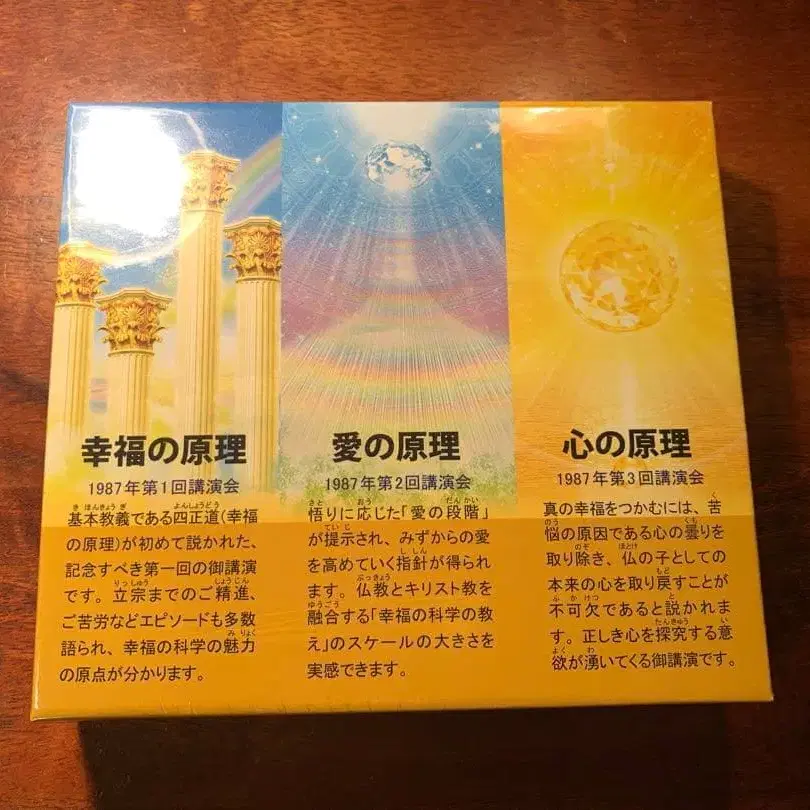 幸福の原理
1987年第1回講演会
基本教義である四正道(幸福
の原理)が初めて説かれた、
記念すべき第一回の御講演
です。立宗までのご精進、
ご苦労などエピソードも多数
語られ、幸福の科学の魅力
の原点が分かります。
愛の原理
1987年第2回講演会
悟りに応じた「愛の段階」
が提示され、みずからの愛
を高めていく指針が得られ
ます。仏教とキリスト教を
融合する「幸福の科学の教
え」のスケールの大きさを
実感できます。
心の原理
1987年第3回講演会
真の幸福をつかむには、苦
悩の原因である心の曇りを
取り除き、仏の子としての
本来の心を取り戻すことが
不可欠であると説かれま
す。正しき心を探究する意
欲が湧いてくる御講演です。